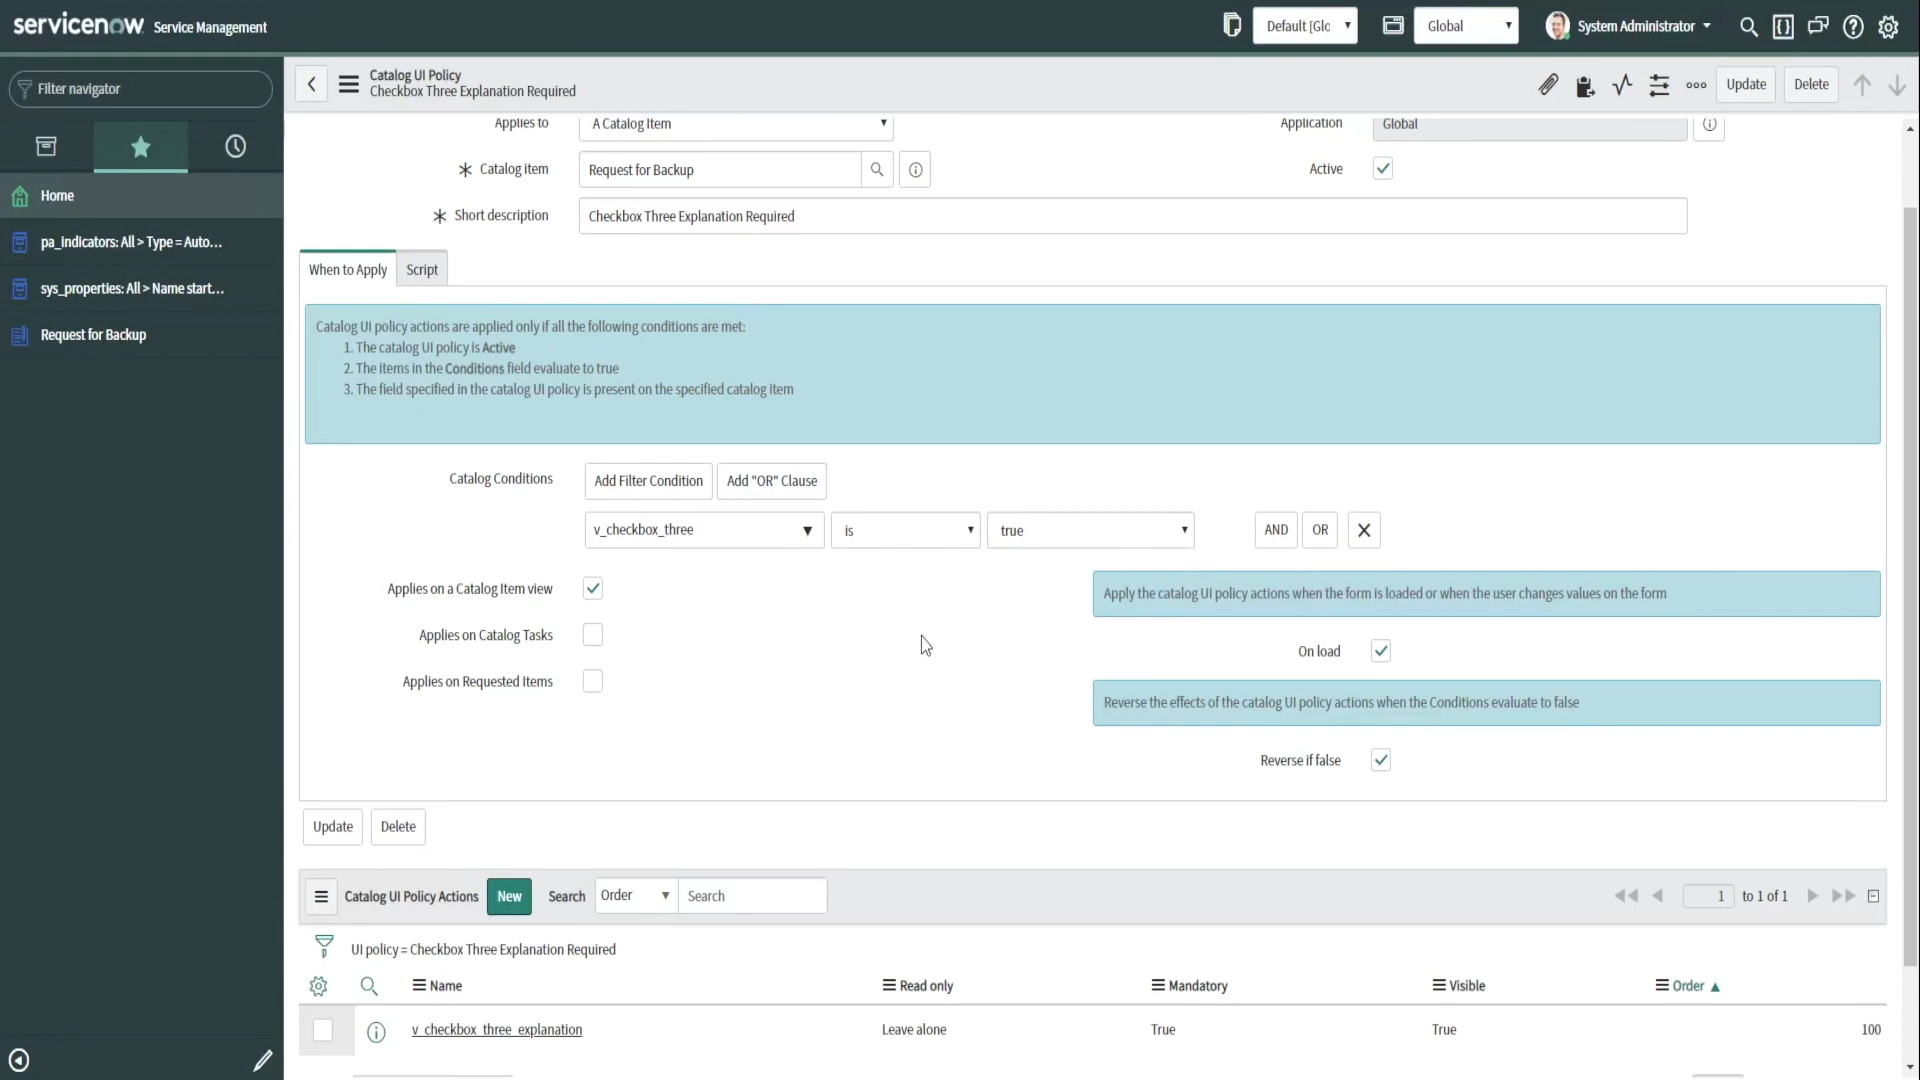 servicenow Service Management
Default [Glc
Global
System Administrator
Filter navigator
Home
pa_indicators: All > Type = Auto...
sys_properties: All > Name start...
Request for Backup
Catalog UI Policy
Checkbox Three Explanation Required
Update
Delete
Applies to
A Catalog Item
Application
Global
Catalog item
Request for Backup
Active
Short description
Checkbox Three Explanation Required
When to Apply
Script
Catalog UI policy actions are applied only if all the following conditions are met:
1. The catalog UI policy is Active
2. The items in the Conditions field evaluate to true
3. The field specified in the catalog UI policy is present on the specified catalog item
Catalog Conditions
Add Filter Condition
Add "OR" Clause
v_checkbox_three
is
true
AND
OR
Applies on a Catalog Item view
Apply the catalog UI policy actions when the form is loaded or when the user changes values on the form
Applies on Catalog Tasks
On load
Applies on Requested Items
Reverse the effects of the catalog UI policy actions when the Conditions evaluate to false
Reverse if false
Update
Delete
Catalog UI Policy Actions
New
Search
Order
Search
1 to 1 of 1
UI policy = Checkbox Three Explanation Required
Name
Read only
Mandatory
Visible
Order
v_checkbox_three_explanation
Leave alone
True
True
100